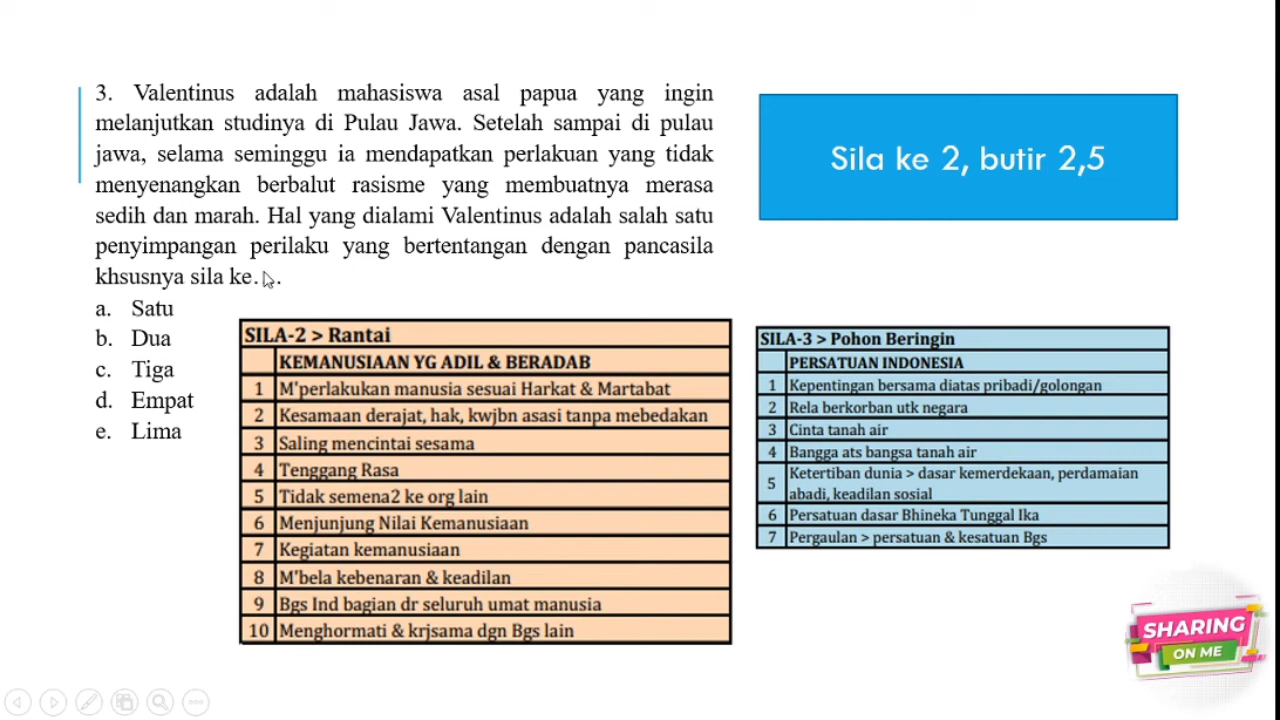 3. Valentinus adalah mahasiswa asal papua yang ingin
melanjutkan studinya di Pulau Jawa. Setelah sampai di pulau
jawa, selama seminggu ia mendapatkan perlakuan yang tidak
menyenangkan berbalut rasisme yang membuatnya merasa
sedih dan marah. Hal yang dialami Valentinus adalah salah satu
penyimpangan perilaku yang bertentangan dengan pancasila
khsusnya sila ke...
a. Satu
b. Dua
c. Tiga
d. Empat
e. Lima
Sila ke 2, butir 2,5
SILA-2 > Rantai
KEMANUSIAAN YG ADIL & BERADAB
1 M'perlakukan manusia sesuai Harkat & Martabat
2 Kesamaan derajat, hak, kwjbn asasi tanpa mebedakan
3 Saling mencintai sesama
4 Tenggang Rasa
5 Tidak semena2 ke org lain
6 Menjunjung Nilai Kemanusiaan
7 Kegiatan kemanusiaan
8 M'bela kebenaran & keadilan
9 Bgs Ind bagian dr seluruh umat manusia
10 Menghormati & krjsama dgn Bgs lain
SILA-3 > Pohon Beringin
PERSATUAN INDONESIA
1 Kepentingan bersama diatas pribadi/golongan
2 Rela berkorban utk negara
3 Cinta tanah air
4 Bangga ats bangsa tanah air
5 Ketertiban dunia > dasar kemerdekaan, perdamaian
abadi, keadilan sosial
6 Persatuan dasar Bhineka Tunggal Ika
7 Pergaulan > persatuan & kesatuan Bgs
SHARING
ON ME